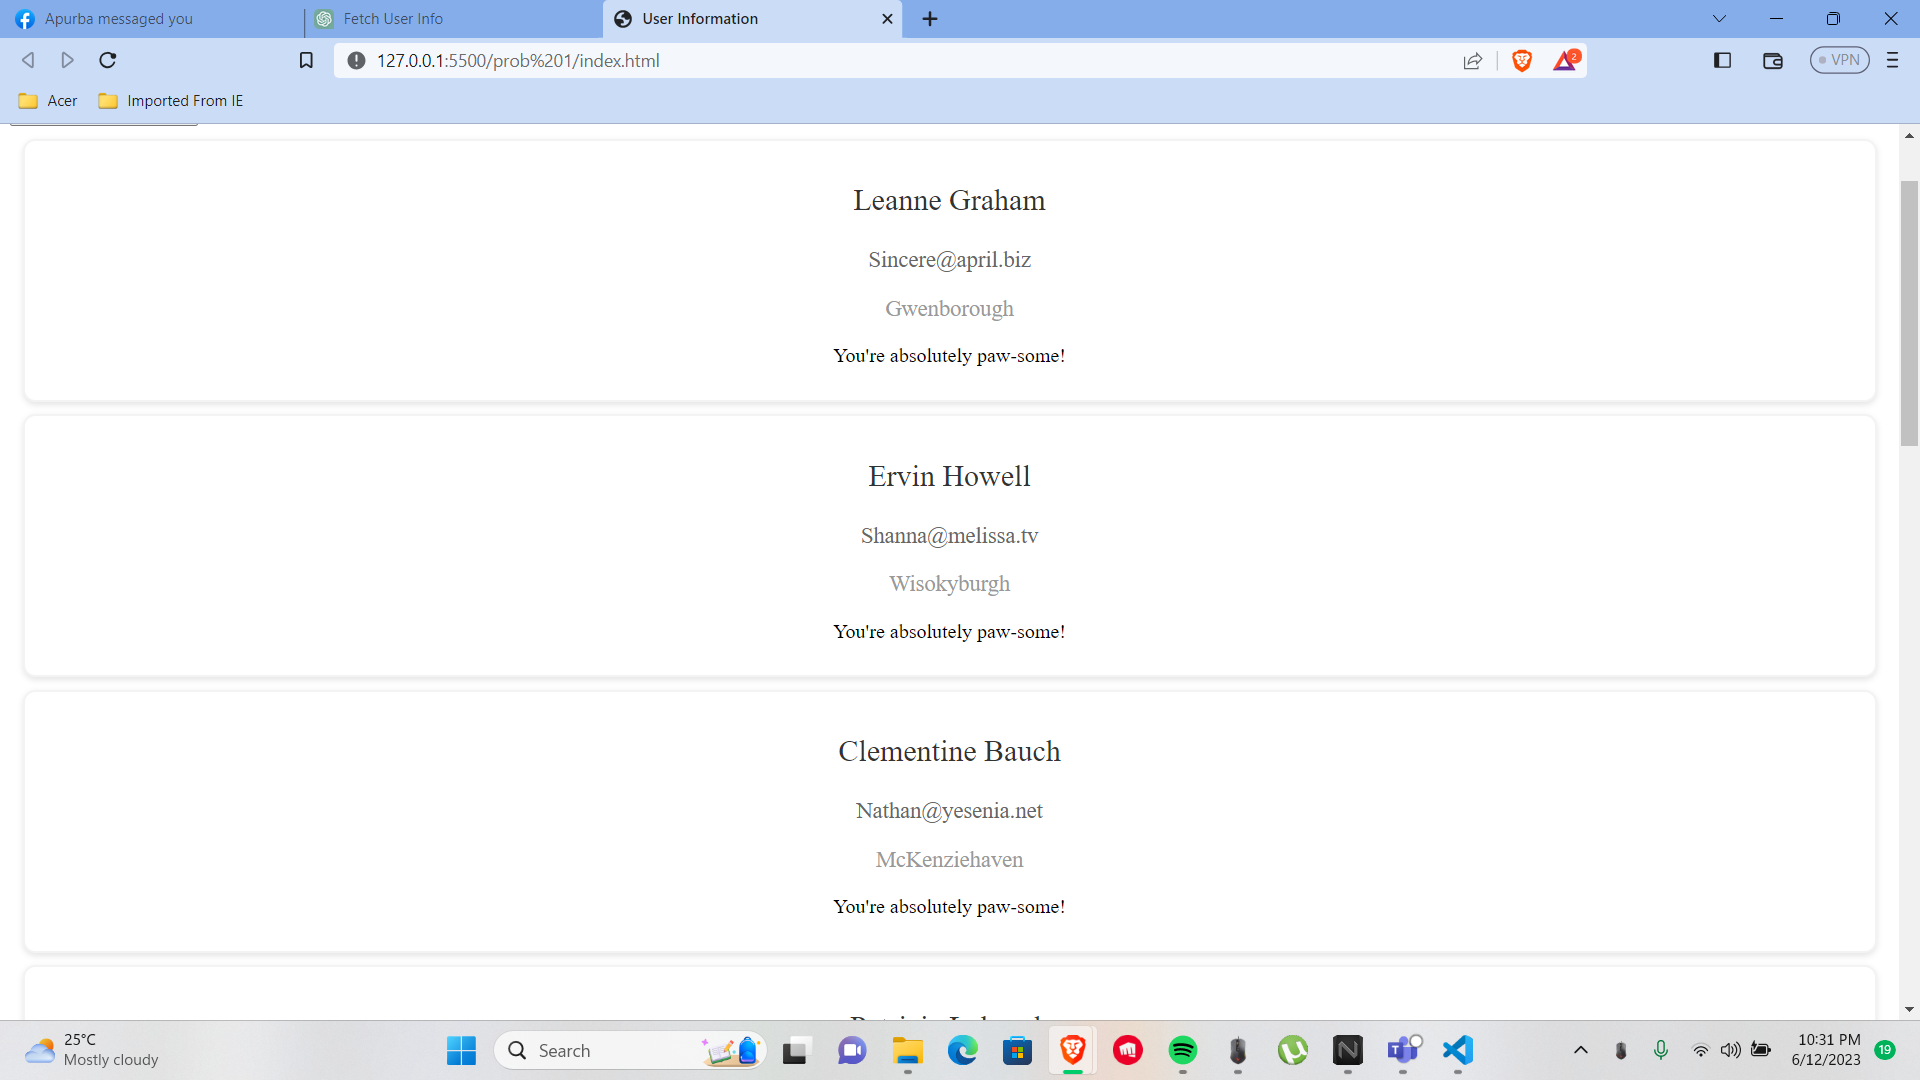 Apurba messaged you
Fetch User Info
User Information
127.0.0.1:5500/prob%201/index.html
2
VPN
Acer
Imported From IE
Leanne Graham
Sincere@april.biz
Gwenborough
You're absolutely paw-some!
Ervin Howell
Shanna@melissa.tv
Wisokyburgh
You're absolutely paw-some!
Clementine Bauch
Nathan@yesenia.net
McKenziehaven
You're absolutely paw-some!
25°C
Mostly cloudy
Search
10:31 PM
6/12/2023
19